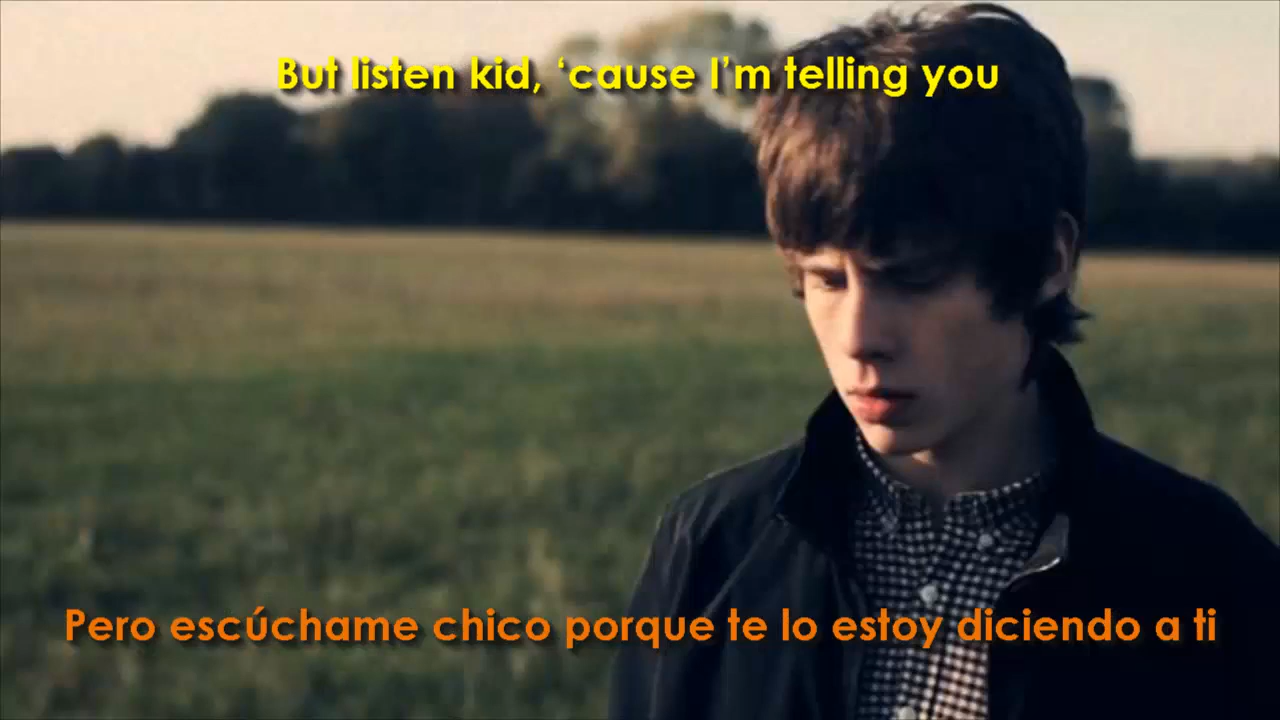 But listen kid, ‘cause I’m telling you
Pero escúchame chico porque te lo estoy diciendo a ti